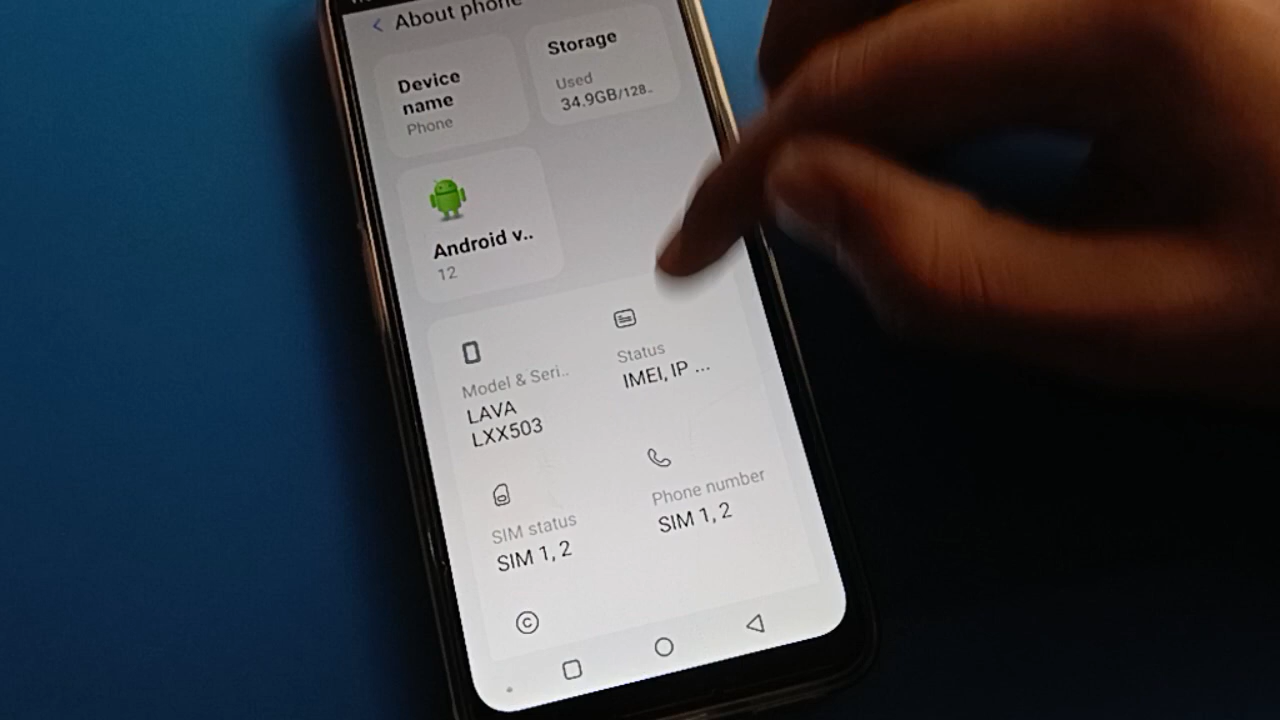 About phone
Device
name
Phone
Storage
Used
34.9GB/128..
Android v..
12
Model & Seri..
LAVA
LXX503
Status
IMEI, IP ...
SIM status
SIM 1, 2
Phone number
SIM 1, 2
©